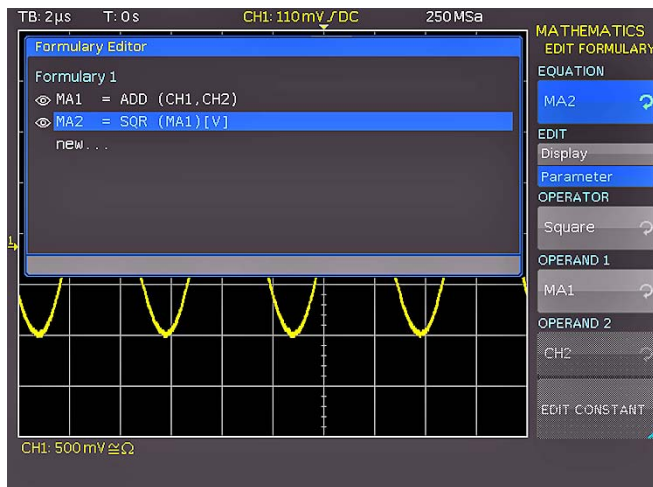 TB: 2µs T: 0s CH1: 110mV / DC 250MSa
MATHEMATICS
EDIT FORMULARY
Formulary Editor
Formulary 1
MA1 = ADD (CH1,CH2)
MA2 = SQR (MA1)[V]
new...
EQUATION
MA2
EDIT
Display
Parameter
OPERATOR
Square
OPERAND 1
MA1
OPERAND 2
CH2
EDIT CONSTANT
1
CH1: 500mV≅Ω